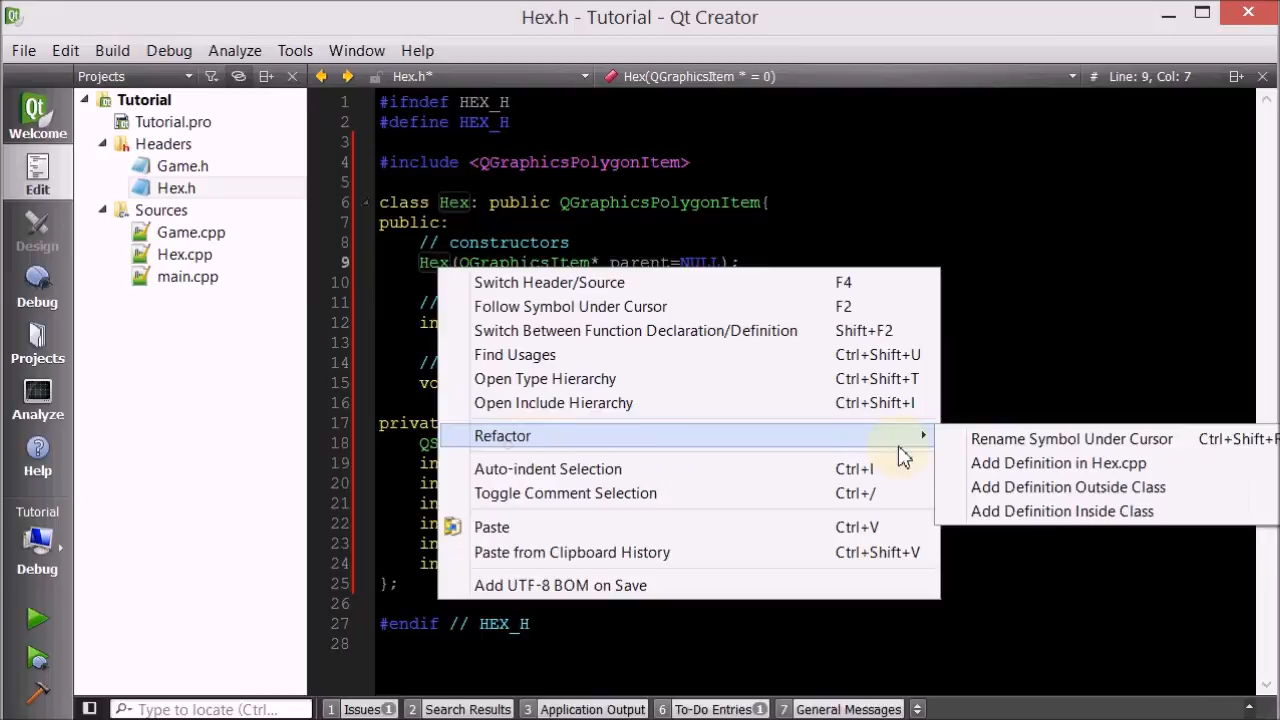 Hex.h - Tutorial - Qt Creator
File Edit Build Debug Analyze Tools Window Help
Projects Hex.h* Hex(QGraphicsItem * = 0) # Line: 9, Col: 7
Welcome
Edit
Design
Debug
Projects
Analyze
Help
Tutorial
Debug
Tutorial
Tutorial.pro
Headers
Game.h
Hex.h
Sources
Game.cpp
Hex.cpp
main.cpp
1 #ifndef HEX_H
2 #define HEX_H
3
4 #include <QGraphicsPolygonItem>
5
6 class Hex: public QGraphicsPolygonItem{
7 public:
8 // constructors
9 Hex(QGraphicsItem* parent=NULL);
10
11 //
12 in
13
14 //
15 vo
16
17 privat
18 QS
19 in
20 in
21 in
22 in
23 in
24 in
25 };
26
27 #endif // HEX_H
28
Switch Header/Source F4
Follow Symbol Under Cursor F2
Switch Between Function Declaration/Definition Shift+F2
Find Usages Ctrl+Shift+U
Open Type Hierarchy Ctrl+Shift+T
Open Include Hierarchy Ctrl+Shift+I
Refactor
Auto-indent Selection Ctrl+I
Toggle Comment Selection Ctrl+/
Paste Ctrl+V
Paste from Clipboard History Ctrl+Shift+V
Add UTF-8 BOM on Save
Rename Symbol Under Cursor Ctrl+Shift+
Add Definition in Hex.cpp
Add Definition Outside Class
Add Definition Inside Class
Type to locate (Ctrl... 1 Issues 1 2 Search Results 3 Application Output 6 To-Do Entries 1 7 General Messages